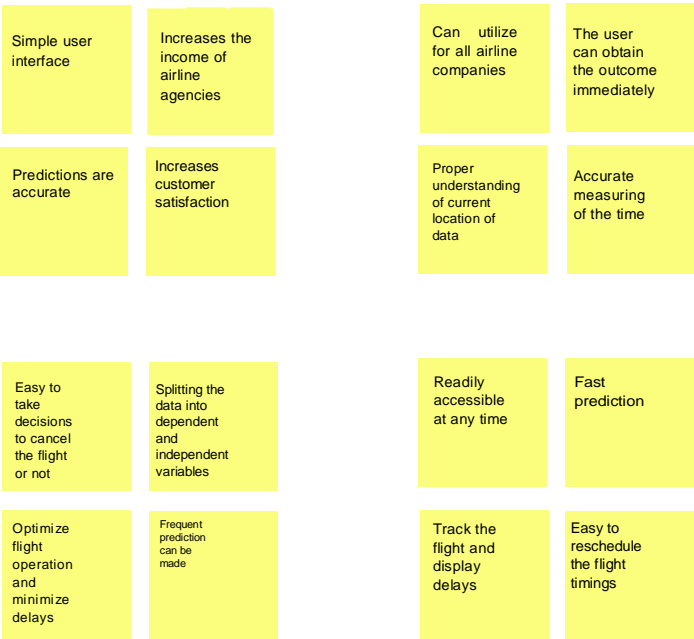 Simple user
interface
Increases the
income of
airline
agencies
Predictions are
accurate
Increases
customer
satisfaction
Can utilize
for all airline
companies
The user
can obtain
the outcome
immediately
Proper
understanding
of current
location of
data
Accurate
measuring
of the time
Easy to
take
decisions
to cancel
the flight
or not
Splitting the
data into
dependent
and
independent
variables
Optimize
flight
operation
and
minimize
delays
Frequent
prediction
can be
made
Readily
accessible
at any time
Fast
prediction
Track the
flight and
display
delays
Easy to
reschedule
the flight
timings